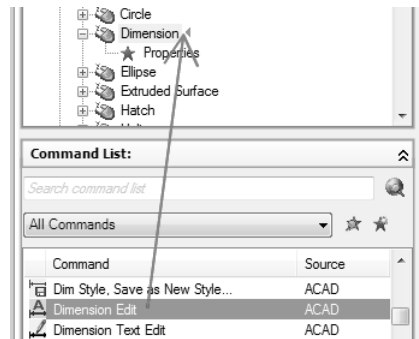 Circle
Dimension
Properties
Ellipse
Extruded Surface
Hatch
Command List:
Search command list
All Commands
Command Source
Dim Style, Save as New Style... ACAD
Dimension Edit ACAD
Dimension Text Edit ACAD